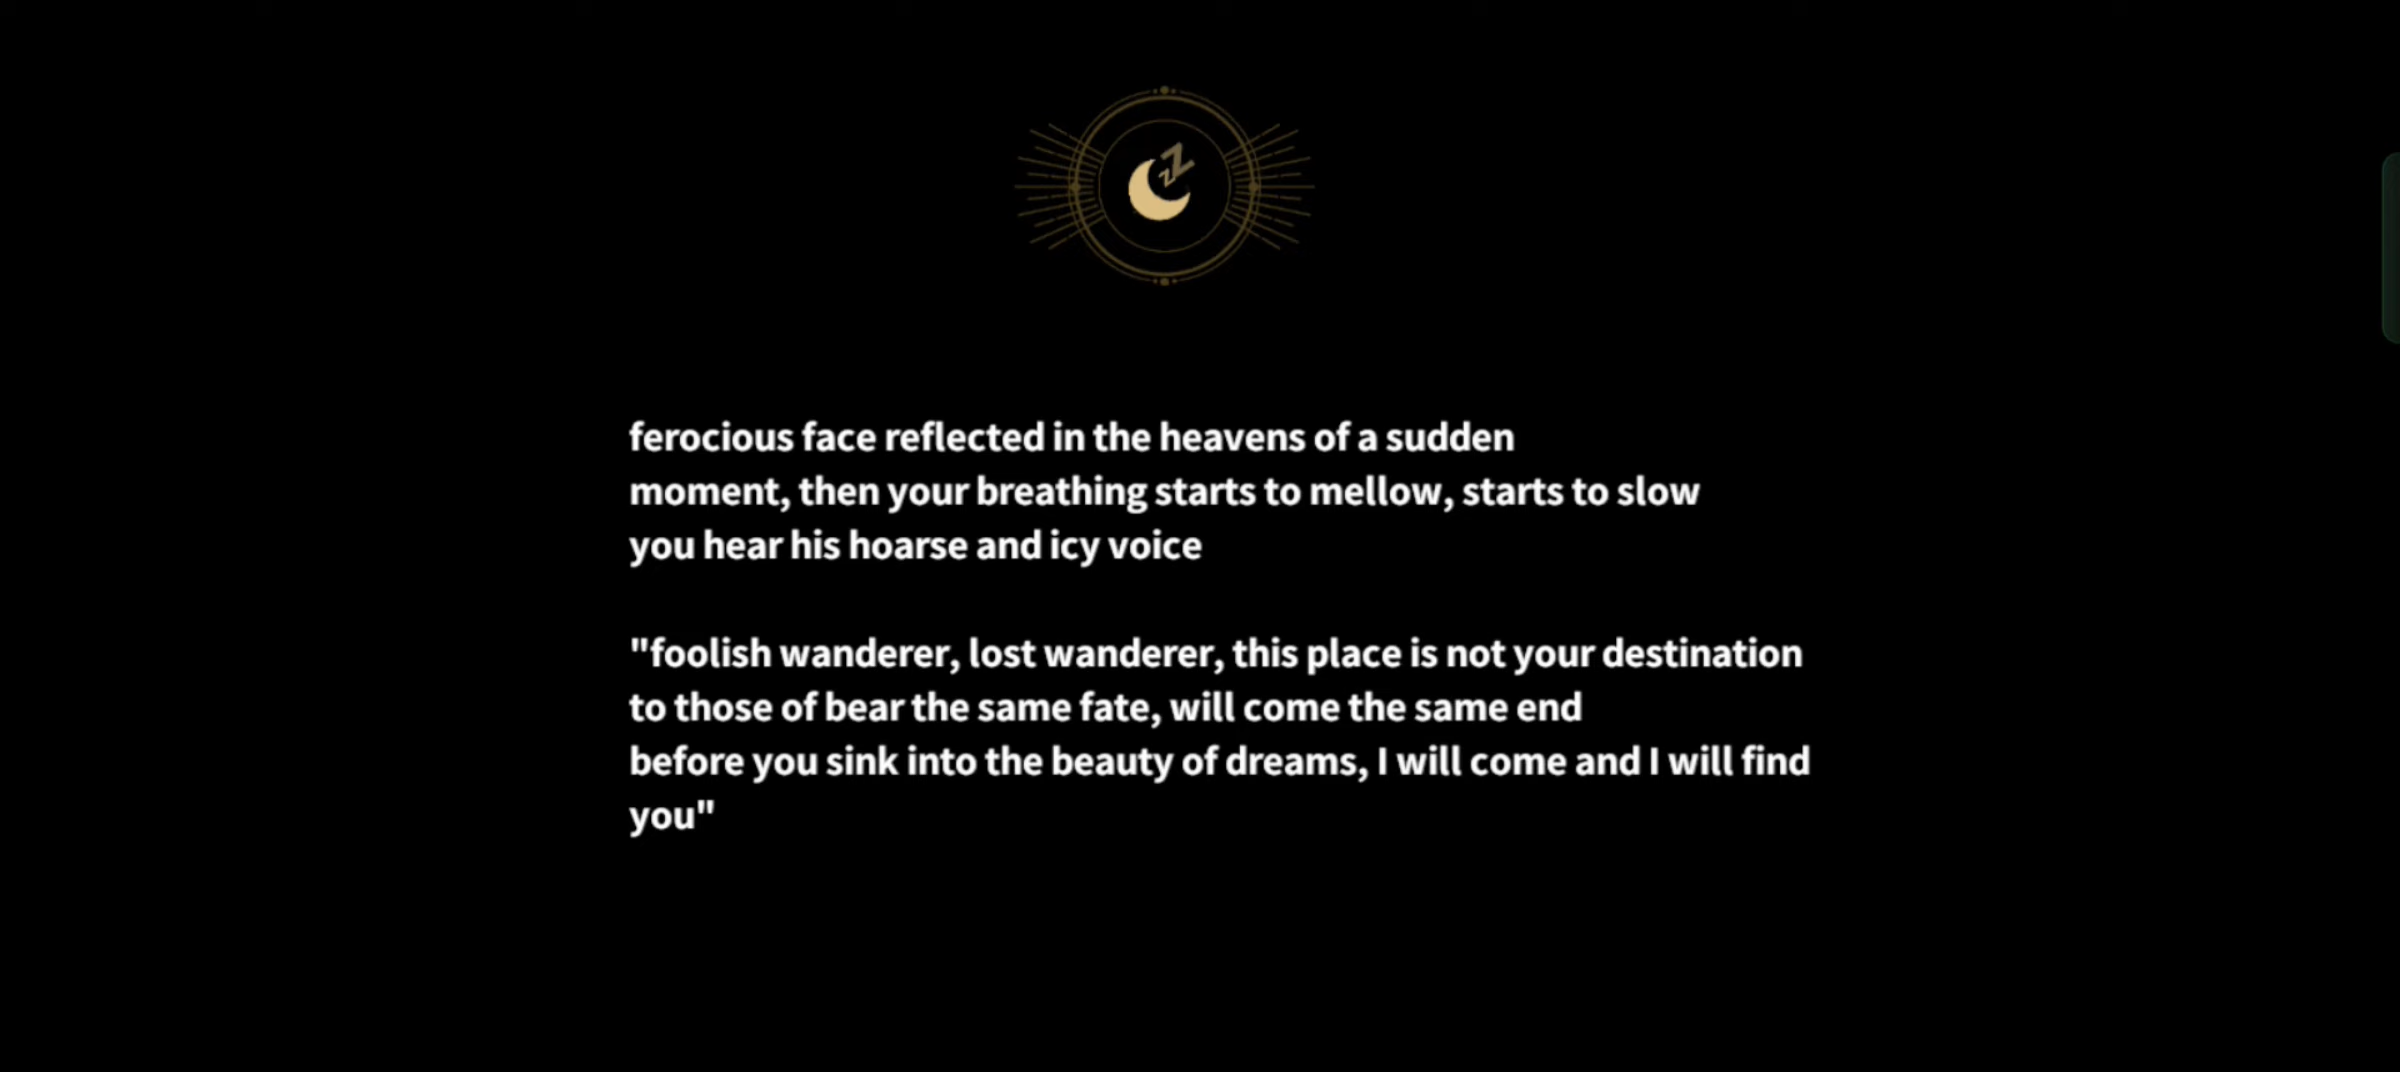 zZ
ferocious face reflected in the heavens of a sudden
moment, then your breathing starts to mellow, starts to slow
you hear his hoarse and icy voice
"foolish wanderer, lost wanderer, this place is not your destination
to those of bear the same fate, will come the same end
before you sink into the beauty of dreams, I will come and I will find
you"